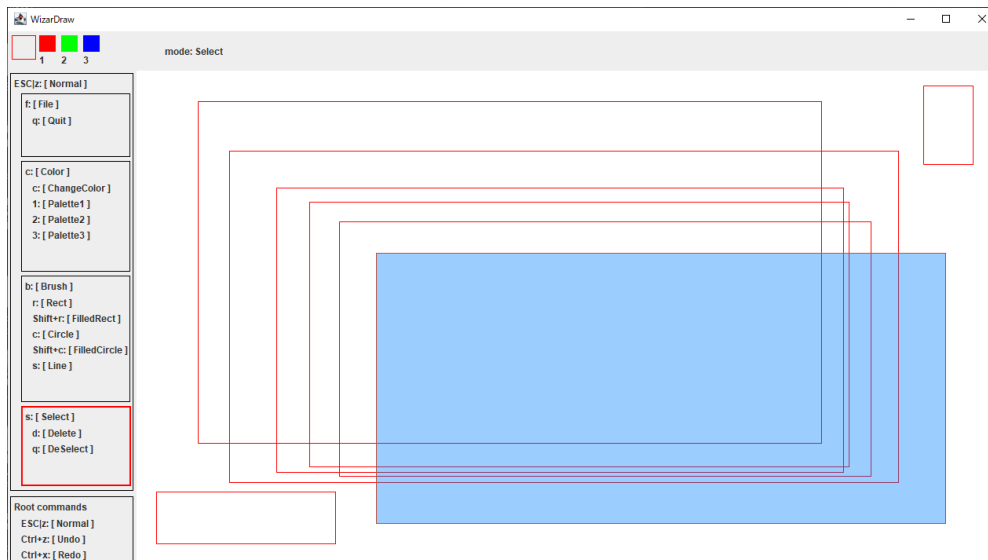 WizarDraw
1 2 3
mode: Select
ESC|z: [ Normal ]
f: [ File ]
q: [ Quit ]
c: [ Color ]
c: [ ChangeColor ]
1: [ Palette1 ]
2: [ Palette2 ]
3: [ Palette3 ]
b: [ Brush ]
r: [ Rect ]
Shift+r: [ FilledRect ]
c: [ Circle ]
Shift+c: [ FilledCircle ]
s: [ Line ]
s: [ Select ]
d: [ Delete ]
q: [ DeSelect ]
Root commands
ESC|z: [ Normal ]
Ctrl+z: [ Undo ]
Ctrl+x: [ Redo ]